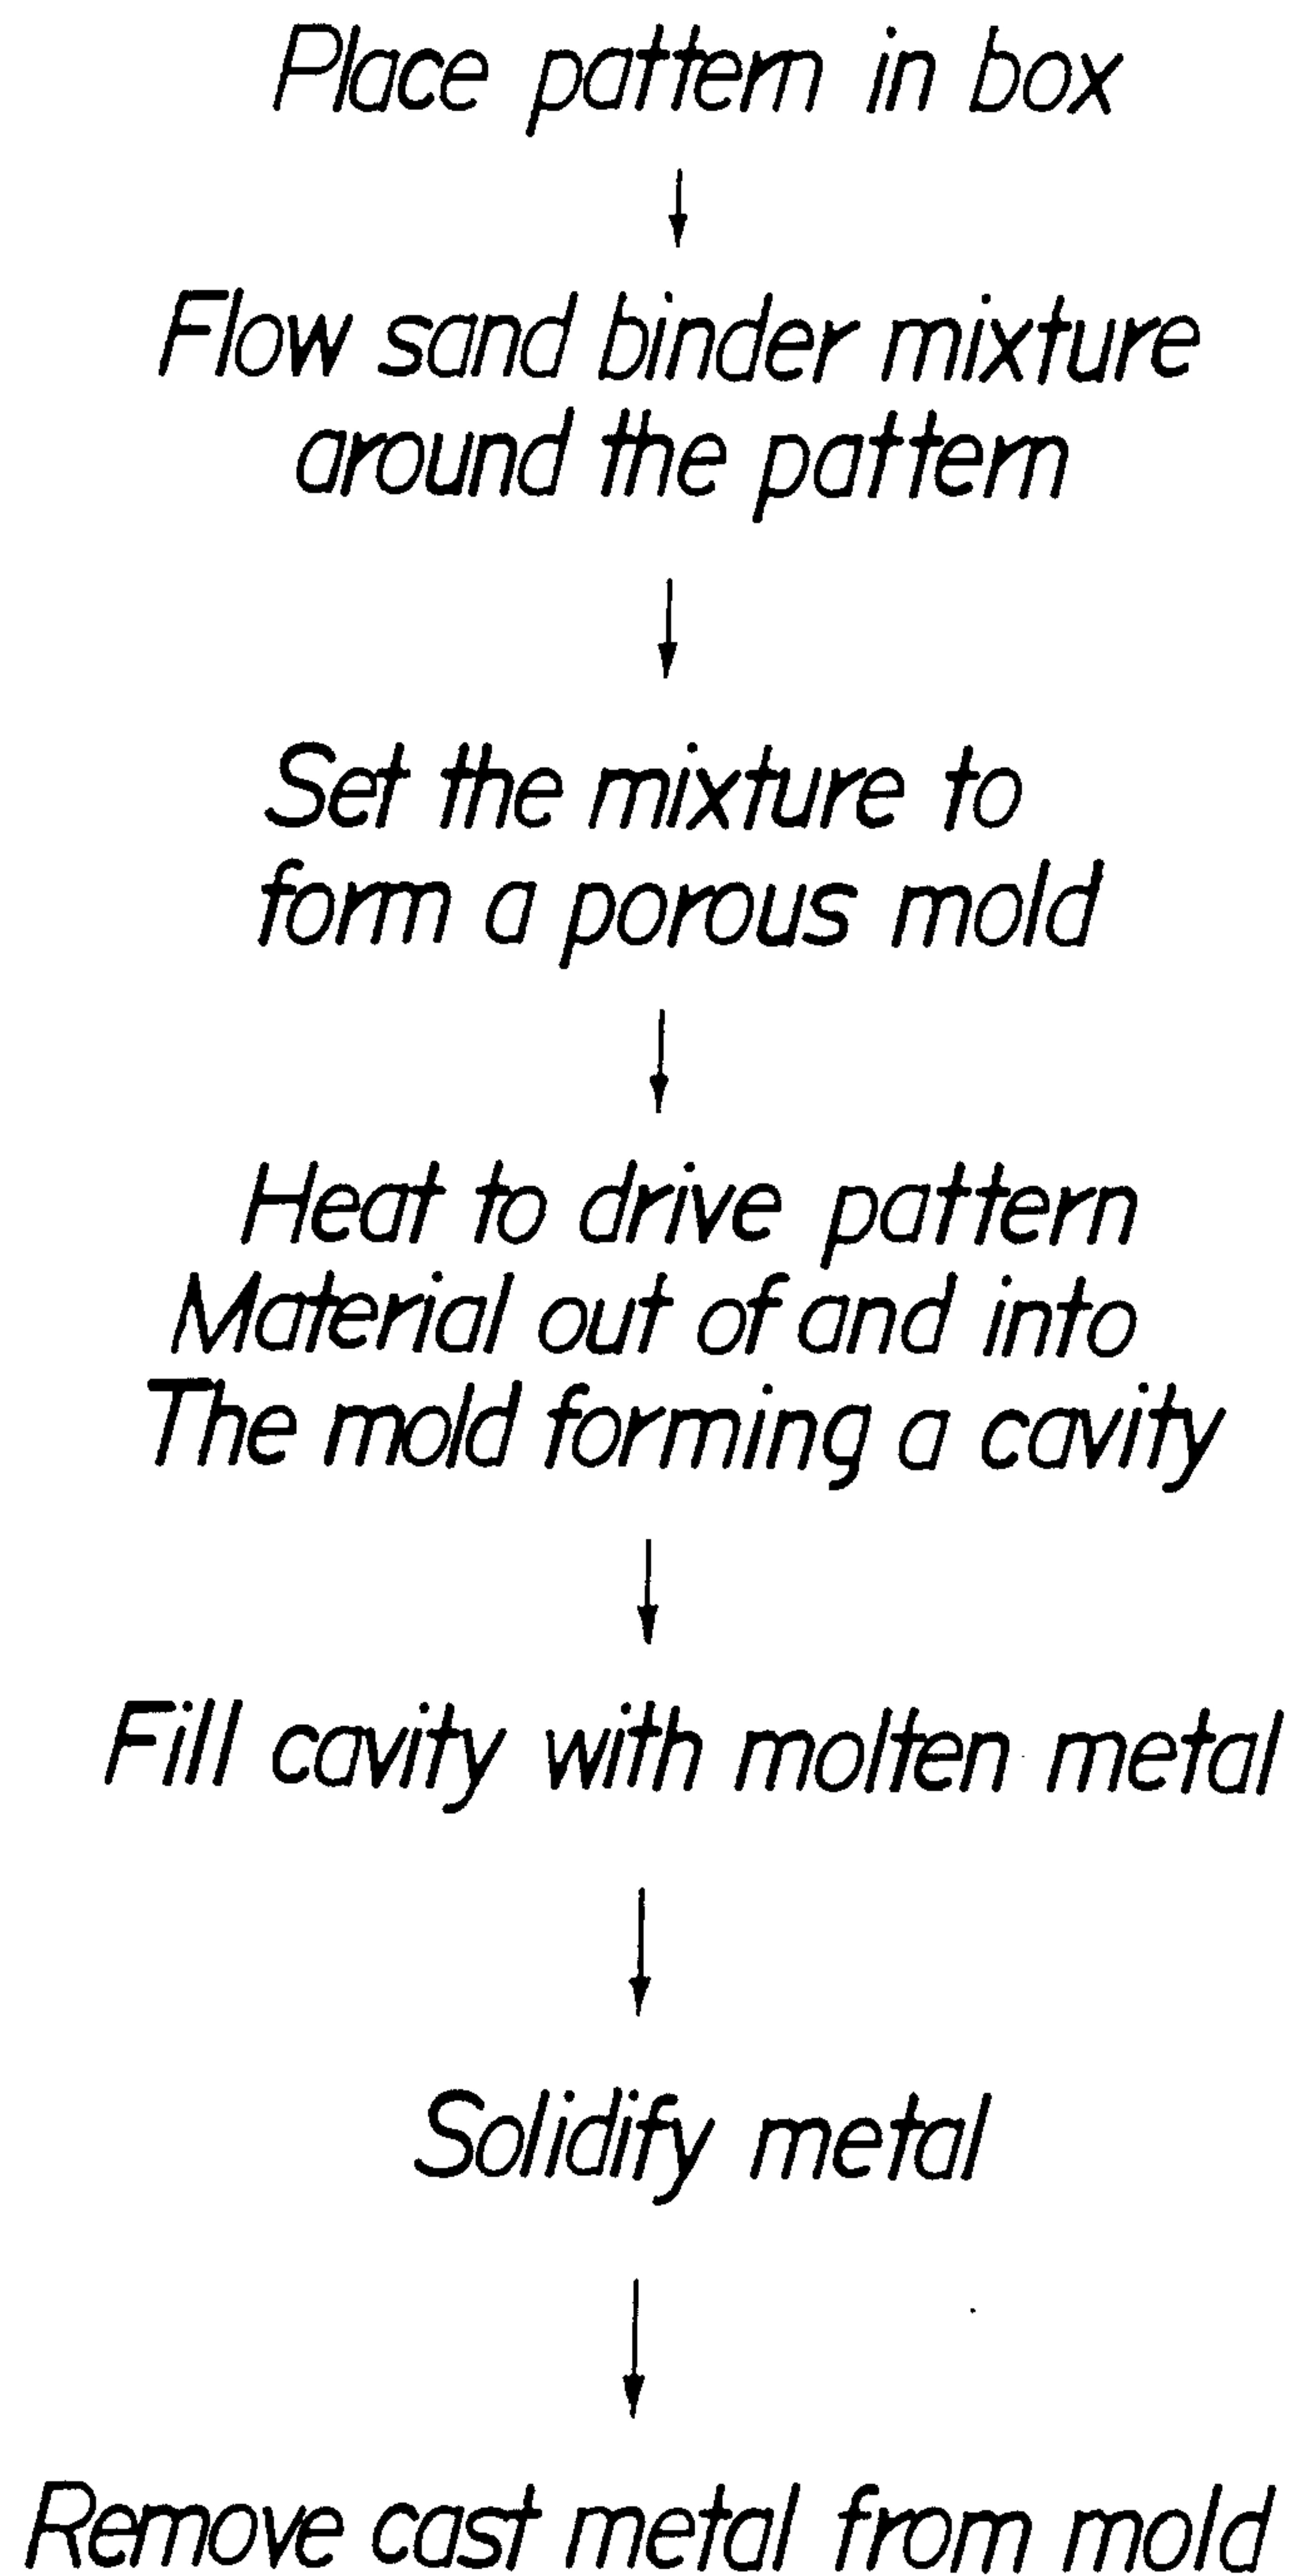 Place pattern in box
Flow sand binder mixture
around the pattern
Set the mixture to
form a porous mold
Heat to drive pattern
Material out of and into
The mold forming a cavity
Fill cavity with molten metal
Solidify metal
Remove cast metal from mold